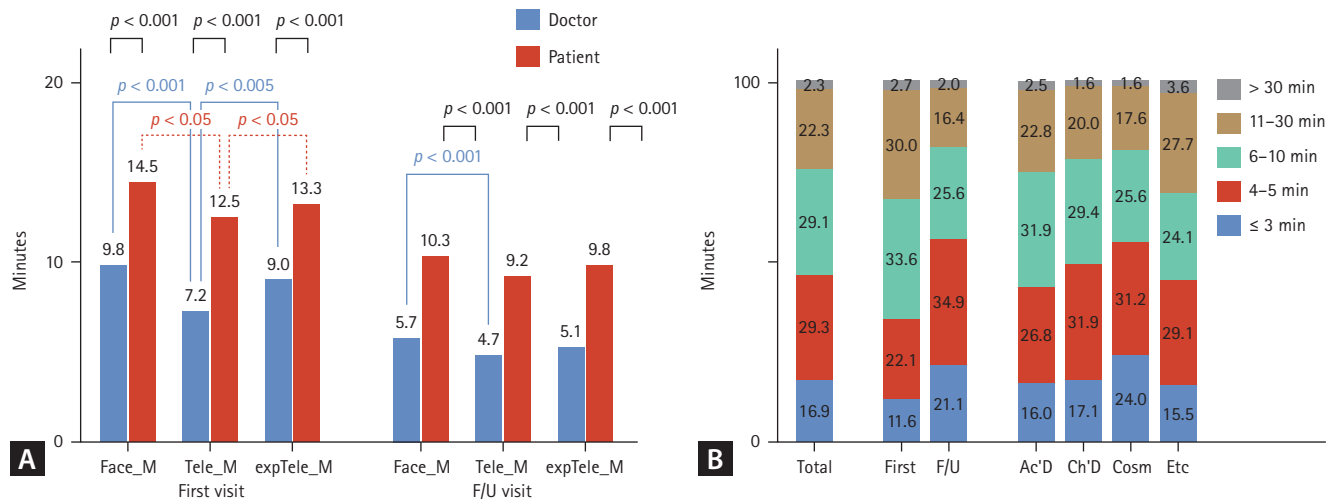 p < 0.001 p < 0.001 p < 0.001
Doctor
Patient
20
p < 0.001 p < 0.005
p < 0.05 p < 0.05
p < 0.001 p < 0.001 p < 0.001
p < 0.001
14.5
12.5
13.3
9.8
7.2
9.0
10.3
9.2
9.8
5.7
4.7
5.1
Minutes
10
0
A
Face_M Tele_M expTele_M Face_M Tele_M expTele_M
First visit F/U visit
100
Minutes
0
2.3 2.7 2.0 2.5 1.6 1.6 3.6
22.3 30.0 16.4 22.8 20.0 17.6 27.7
29.1 33.6 25.6 31.9 29.4 25.6 24.1
29.3 22.1 34.9 26.8 31.9 31.2 29.1
16.9 11.6 21.1 16.0 17.1 24.0 15.5
> 30 min
11–30 min
6–10 min
4–5 min
≤ 3 min
B
Total First F/U Ac'D Ch'D Cosm Etc